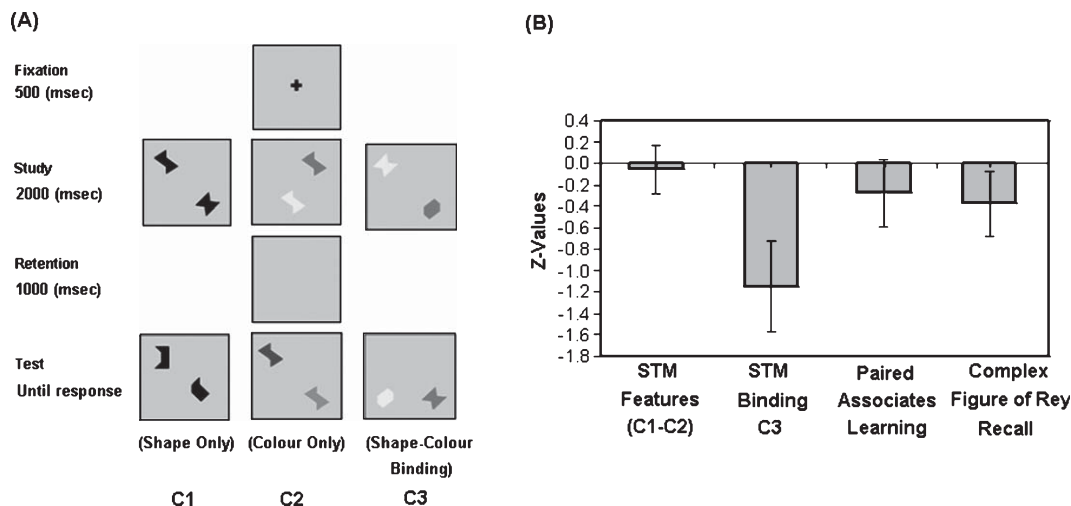 (A)
Fixation
500 (msec)
Study
2000 (msec)
Retention
1000 (msec)
Test
Until response
(Shape Only)
(Colour Only)
(Shape-Colour
Binding)
C1
C2
C3
(B)
Z-Values
0.4
0.2
0.0
-0.2
-0.4
-0.6
-0.8
-1.0
-1.2
-1.4
-1.6
-1.8
STM
Features
(C1-C2)
STM
Binding
C3
Paired
Associates
Learning
Complex
Figure of Rey
Recall